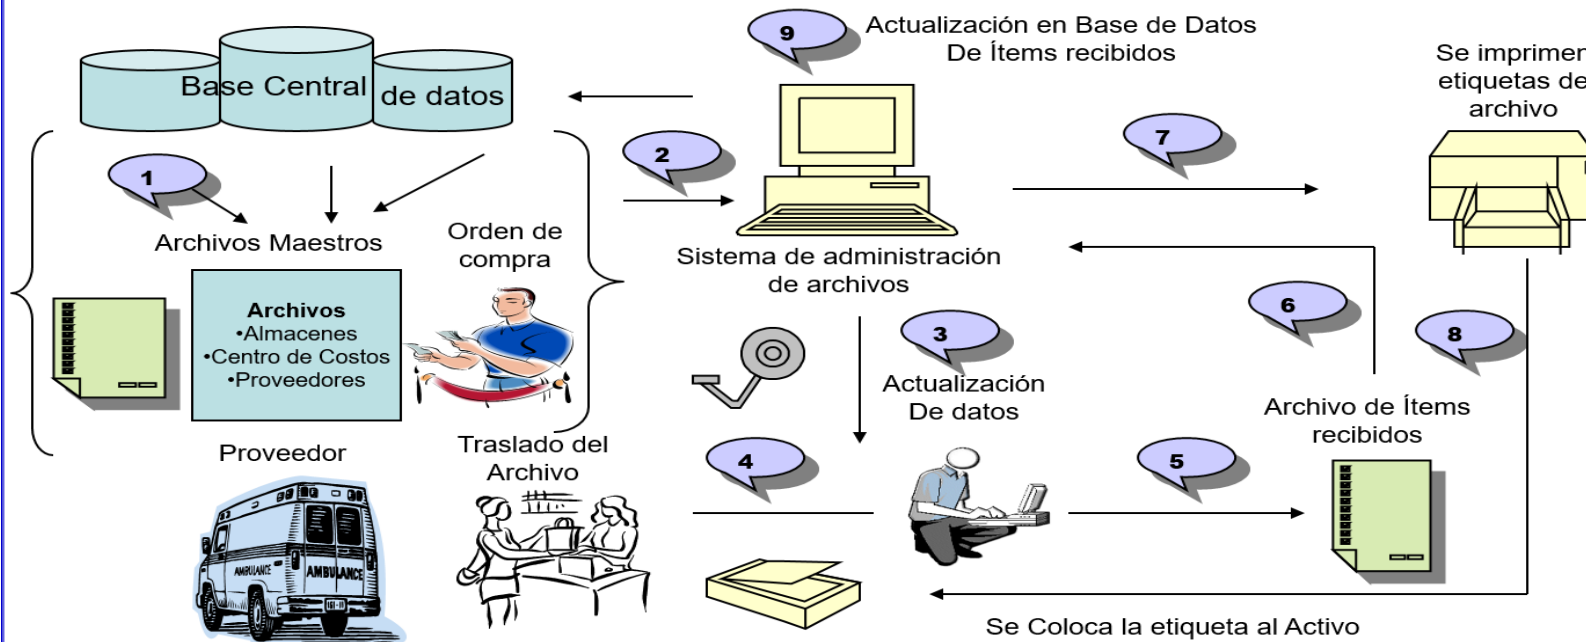 9
Actualización en Base de Datos
De Ítems recibidos
Se imprimen
etiquetas de
archivo
Base Central
de datos
1
2
7
Archivos Maestros
Orden de
compra
Sistema de administración
de archivos
Archivos
•Almacenes
•Centro de Costos
•Proveedores
3
Actualización
De datos
6
8
Archivo de Ítems
recibidos
Proveedor
Traslado del
Archivo
4
5
AMBULANCE
AMBULANCE
Se Coloca la etiqueta al Activo